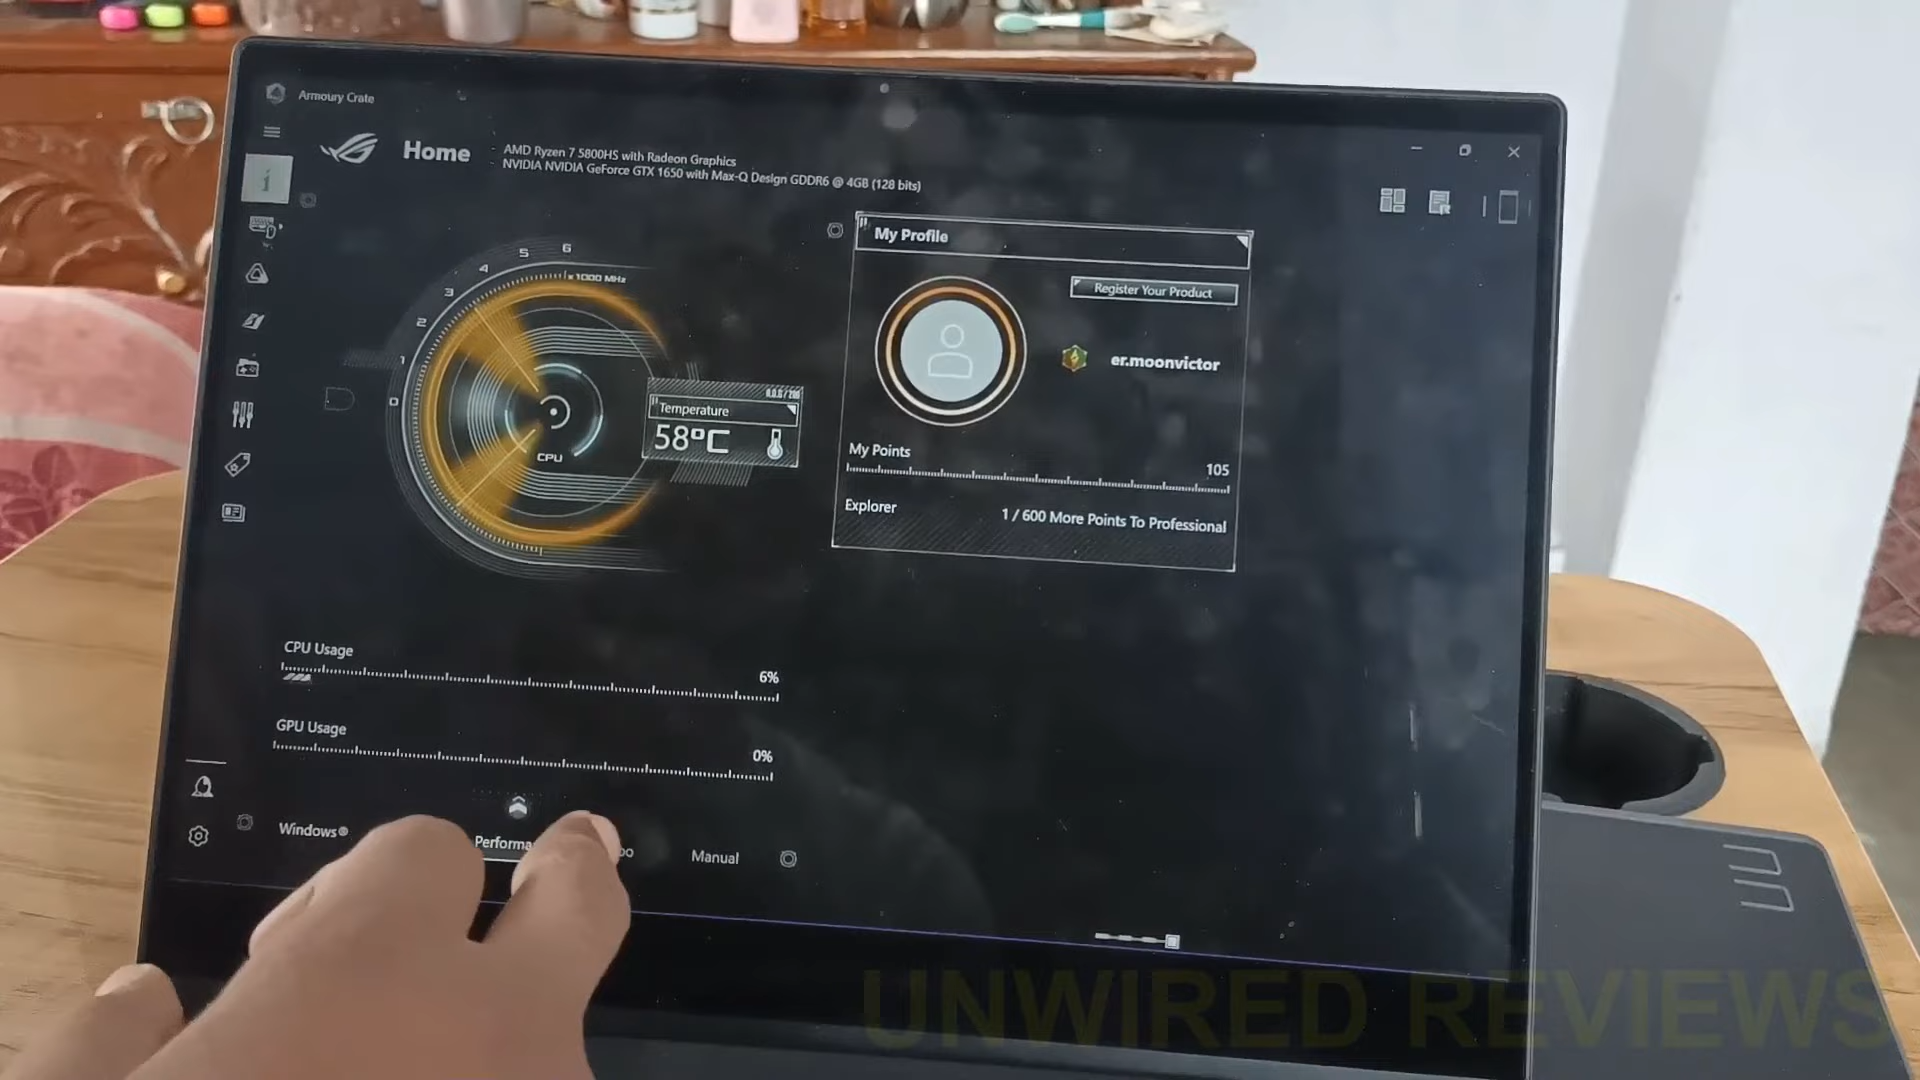 Armoury Crate
Home
AMD Ryzen 7 5800HS with Radeon Graphics
NVIDIA NVIDIA GeForce GTX 1650 with Max-Q Design GDDR6 @ 4GB (128 bits)
My Profile
Register Your Product
er.moonvictor
My Points
105
Explorer
1 / 600 More Points To Professional
0
1
2
3
4
5
6
x 1000 MHz
CPU
Temperature
58°C
CPU Usage
6%
GPU Usage
0%
Windows®
Performa
Manual
UNWIRED REVIEWS